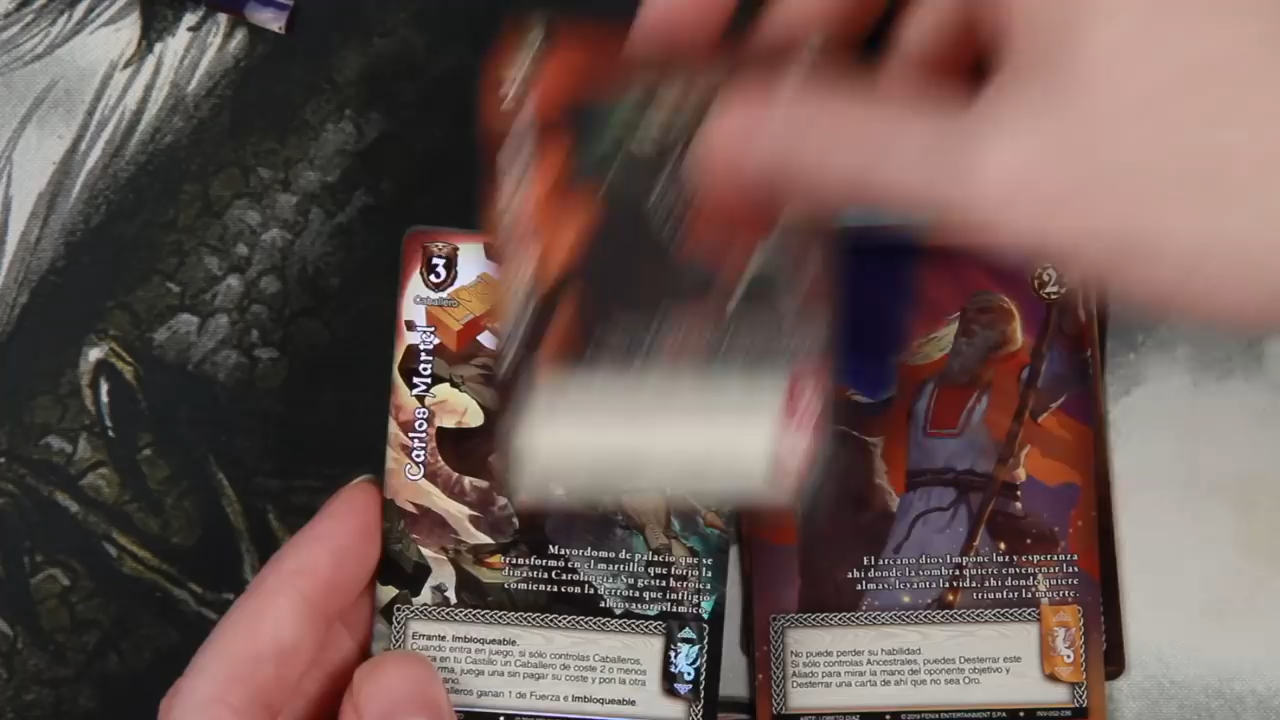 3
Caballero
Carlos Martel
Mayordomo de palacio que se
transformó en el martillo que forjó la
dinastía Carolingia. Su gesta heroica
comienza con la derrota que infligió
al invasor islámico.
Errante. Imbloqueable.
Cuando entra en juego, si sólo controlas Caballeros,
en tu Castillo un Caballero de coste 2 o menos
juega una sin pagar su coste y pon la otra
ganan 1 de Fuerza e Imbloqueable.
2
El arcano dios Impone luz y esperanza
ahí donde la sombra quiere envenenar las
almas, levanta la vida, ahí donde quiere
triunfar la muerte.
No puede perder su habilidad.
Si sólo controlas Ancestrales, puedes Desterrar este
Aliado para mirar la mano del oponente objetivo y
Desterrar una carta de ahí que no sea Oro.
ARTE: LORETO DIAZ
© 2019 FENIX ENTERTAINMENT S.P.A.
INV-052-236